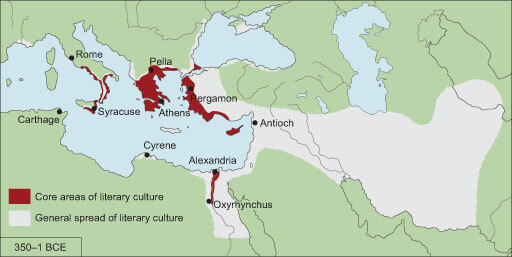 Rome
Pella
Pergamon
Syracuse
Athens
Carthage
Antioch
Cyrene
Alexandria
Core areas of literary culture
Oxyrhynchus
General spread of literary culture
350–1 BCE